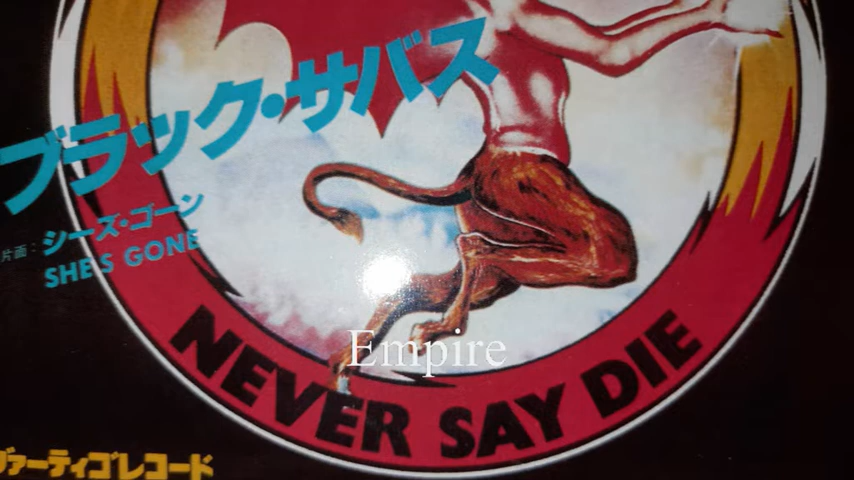 ブラック・サバス
片面：シーズ・ゴーン
SHE'S GONE
Empire
NEVER SAY DIE
ヴァーティゴ・レコード